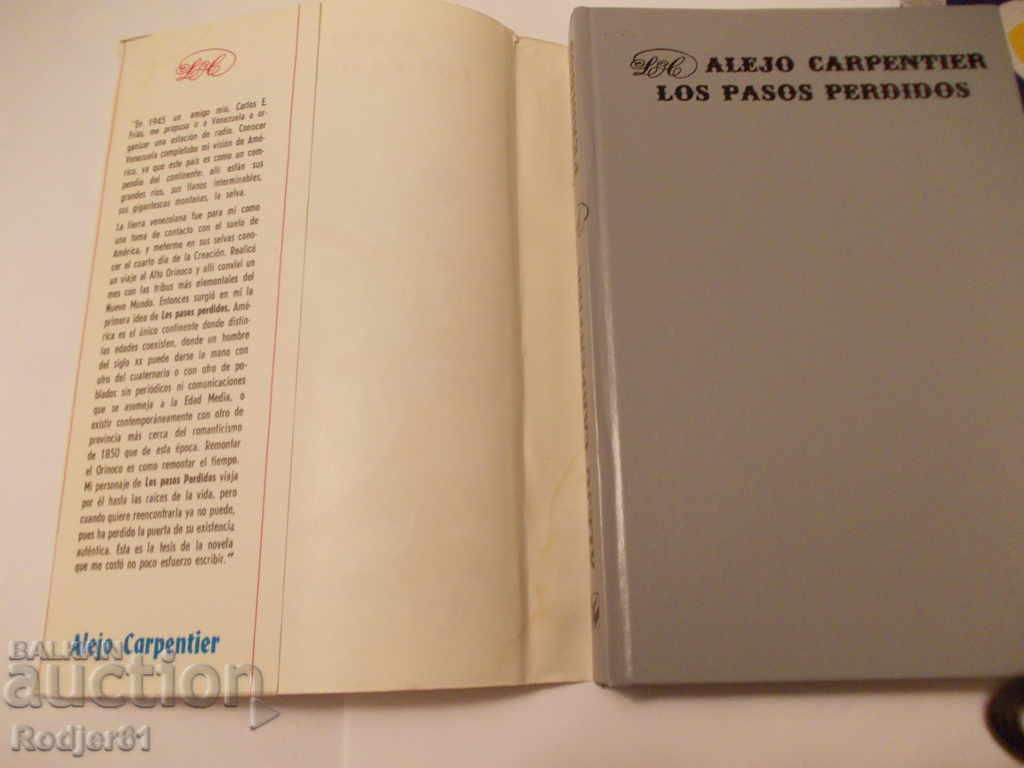 LC
"En 1945 un amigo mío, Carlos E.
Frías, me propuso ir a Venezuela a or-
ganizar una estación de radio. Conocer
Venezuela completaba mi visión de Amé-
rica, ya que este país es como un com-
pendio del continente: allí están sus
grandes ríos, sus llanos interminables,
sus gigantescas montañas, la selva.
La tierra venezolana fue para mí como
una toma de contacto con el suelo de
América, y meterme en sus selvas cono-
cer el cuarto día de la Creación. Realicé
un viaje al Alto Orinoco y allí conviví un
mes con las tribus más elementales del
Nuevo Mundo. Entonces surgió en mí la
primera idea de Los pasos perdidos. Amé-
rica es el único continente donde distin-
tas edades coexisten, donde un hombre
del siglo XX puede darse la mano con
otro del cuaternario o con otro de po-
blados sin periódicos ni comunicaciones
que se asemeja a la Edad Media, o
existir contemporáneamente con otro de
provincia más cerca del romanticismo
de 1850 que de esta época. Remontar
el Orinoco es como remontar el tiempo.
Mi personaje de Los pasos Perdidos viaja
por él hasta las raíces de la vida, pero
cuando quiere reencontrarla ya no puede,
pues ha perdido la puerta de su existencia
auténtica. Esta es la tesis de la novela
que me costó no poco esfuerzo escribir."
Alejo Carpentier
LC ALEJO CARPENTIER
LOS PASOS PERDIDOS
BALKAN
auction
Rodjer61